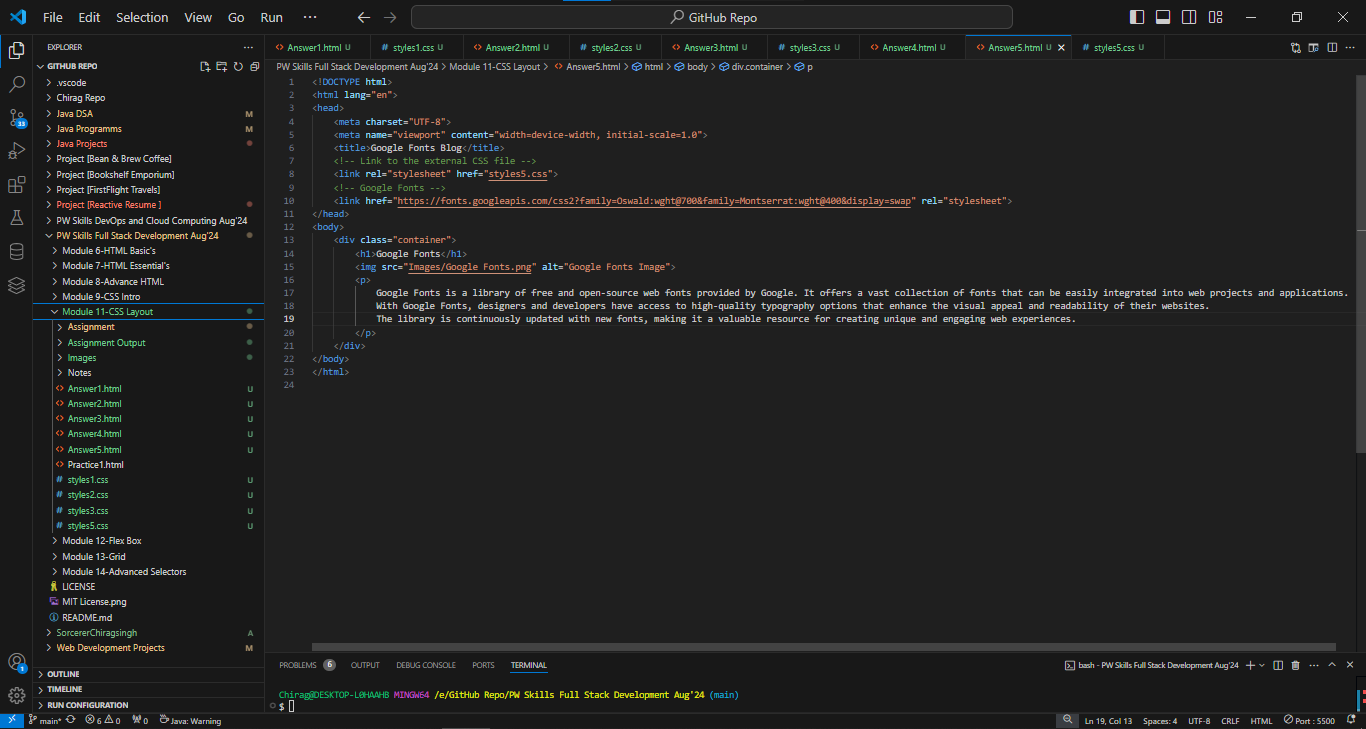 File Edit Selection View Go Run ··· GitHub Repo
EXPLORER ···
GITHUB REPO
.vscode
Chirag Repo
Java DSA M
Java Programms M
Java Projects
Project [Bean & Brew Coffee]
Project [Bookshelf Emporium]
Project [FirstFlight Travels]
Project [Reactive Resume ]
PW Skills DevOps and Cloud Computing Aug'24
PW Skills Full Stack Development Aug'24
Module 6-HTML Basic's
Module 7-HTML Essential's
Module 8-Advance HTML
Module 9-CSS Intro
Module 11-CSS Layout
Assignment
Assignment Output
Images
Notes
Answer1.html U
Answer2.html U
Answer3.html U
Answer4.html U
Answer5.html U
Practice1.html
styles1.css U
styles2.css U
styles3.css U
styles5.css U
Module 12-Flex Box
Module 13-Grid
Module 14-Advanced Selectors
LICENSE
MIT License.png
README.md
SorcererChiragsingh A
Web Development Projects M
OUTLINE
TIMELINE
RUN CONFIGURATION
33
1
Answer1.html U styles1.css U Answer2.html U styles2.css U Answer3.html U styles3.css U Answer4.html U Answer5.html U styles5.css U
PW Skills Full Stack Development Aug'24 > Module 11-CSS Layout > Answer5.html > html > body > div.container > p
1 <!DOCTYPE html>
2 <html lang="en">
3 <head>
4 <meta charset="UTF-8">
5 <meta name="viewport" content="width=device-width, initial-scale=1.0">
6 <title>Google Fonts Blog</title>
7 <!-- Link to the external CSS file -->
8 <link rel="stylesheet" href="styles5.css">
9 <!-- Google Fonts -->
10 <link href="https://fonts.googleapis.com/css2?family=Oswald:wght@700&family=Montserrat:wght@400&display=swap" rel="stylesheet">
11 </head>
12 <body>
13 <div class="container">
14 <h1>Google Fonts</h1>
15 <img src="Images/Google Fonts.png" alt="Google Fonts Image">
16 <p>
17 Google Fonts is a library of free and open-source web fonts provided by Google. It offers a vast collection of fonts that can be easily integrated into web projects and applications.
18 With Google Fonts, designers and developers have access to high-quality typography options that enhance the visual appeal and readability of their websites.
19 The library is continuously updated with new fonts, making it a valuable resource for creating unique and engaging web experiences.
20 </p>
21 </div>
22 </body>
23 </html>
24
PROBLEMS 6 OUTPUT DEBUG CONSOLE PORTS TERMINAL bash - PW Skills Full Stack Development Aug'24
Chirag@DESKTOP-L0HAAHB MINGW64 /e/GitHub Repo/PW Skills Full Stack Development Aug'24 (main)
$
main* 6 0 0 Java: Warning Ln 19, Col 13 Spaces: 4 UTF-8 CRLF HTML Port : 5500